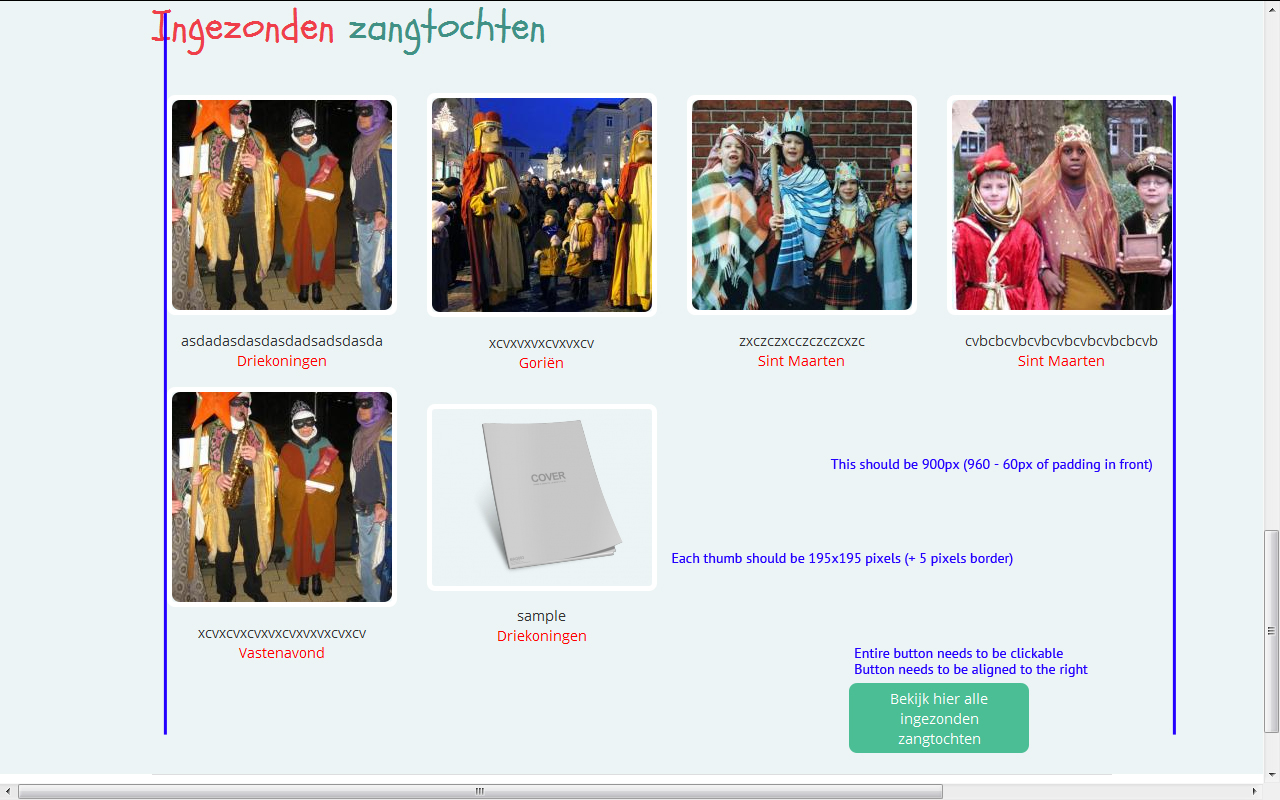 Ingezonden zangtochten
asdadasdasdasdadsadsdasda
Driekoningen
xcvxvxvxcvxvxcv
Goriën
zxczczxcczczczcxzc
Sint Maarten
cvbcbcvbcvbcvbcvbcvbcbcvb
Sint Maarten
xcvxcvxcvxvxcvxvxvxcvxcv
Vastenavond
COVER
sample
Driekoningen
This should be 900px (960 - 60px of padding in front)
Each thumb should be 195x195 pixels (+ 5 pixels border)
Entire button needs to be clickable
Button needs to be aligned to the right
Bekijk hier alle
ingezonden
zangtochten